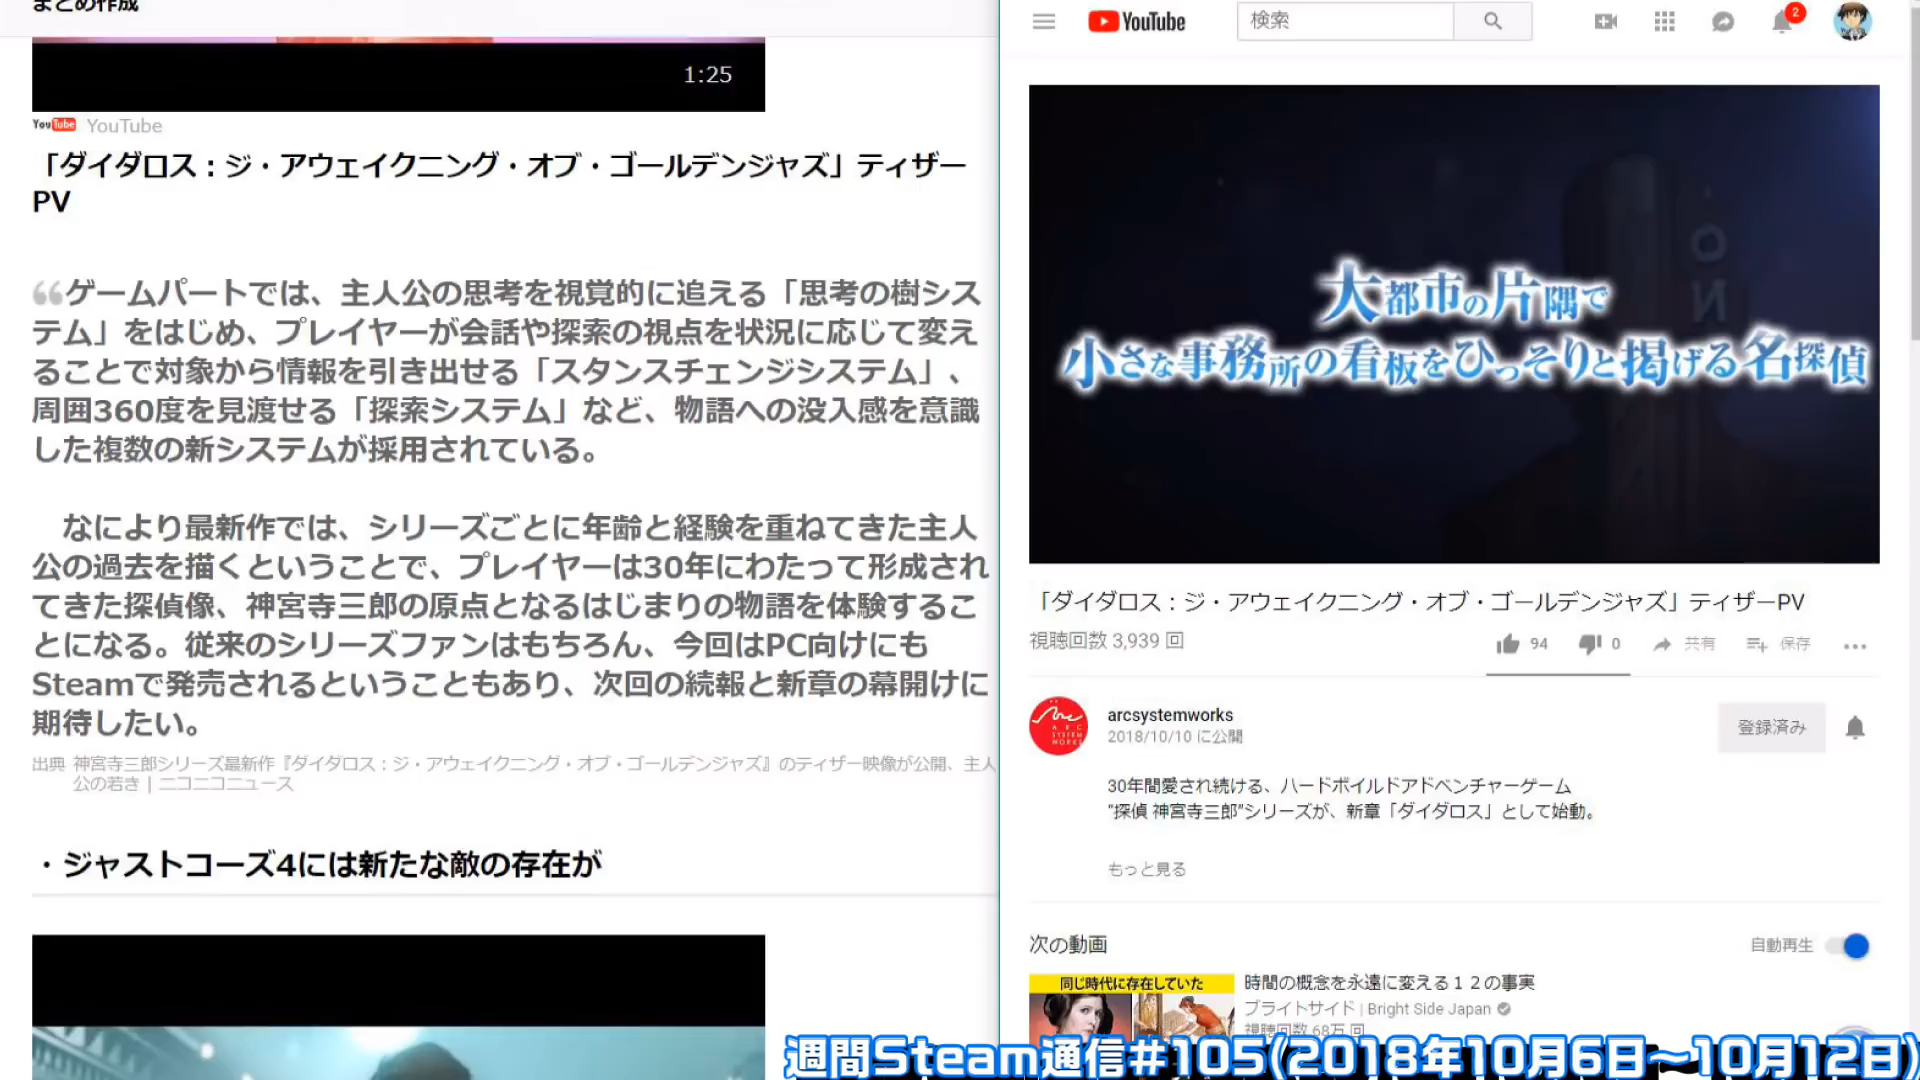 まとめ作成
1:25
YouTube YouTube
「ダイダロス：ジ・アウェイクニング・オブ・ゴールデンジャズ」ティザー
PV
ゲームパートでは、主人公の思考を視覚的に追える「思考の樹シス
テム」をはじめ、プレイヤーが会話や探索の視点を状況に応じて変え
ることで対象から情報を引き出せる「スタンスチェンジシステム」、
周囲360度を見渡せる「探索システム」など、物語への没入感を意識
した複数の新システムが採用されている。
なにより最新作では、シリーズごとに年齢と経験を重ねてきた主人
公の過去を描くということで、プレイヤーは30年にわたって形成され
てきた探偵像、神宮寺三郎の原点となるはじまりの物語を体験するこ
とになる。従来のシリーズファンはもちろん、今回はPC向けにも
Steamで発売されるということもあり、次回の続報と新章の幕開けに
期待したい。
出典 神宮寺三郎シリーズ最新作『ダイダロス：ジ・アウェイクニング・オブ・ゴールデンジャズ』のティザー映像が公開、主人
公の若き | ニコニコニュース
・ジャストコーズ4には新たな敵の存在が
YouTube
検索
2
ON
大都市の片隅で
小さな事務所の看板をひっそりと掲げる名探偵
「ダイダロス：ジ・アウェイクニング・オブ・ゴールデンジャズ」ティザーPV
視聴回数 3,939 回
94 0 共有 保存
ARC SYSTEM WORKS
arcsystemworks
2018/10/10 に公開
登録済み
30年間愛され続ける、ハードボイルドアドベンチャーゲーム
"探偵 神宮寺三郎"シリーズが、新章「ダイダロス」として始動。
もっと見る
次の動画
自動再生
同じ時代に存在していた
時間の概念を永遠に変える１２の事実
ブライトサイド | Bright Side Japan
視聴回数 68万 回
週間Steam通信#105(2018年10月6日～10月12日)